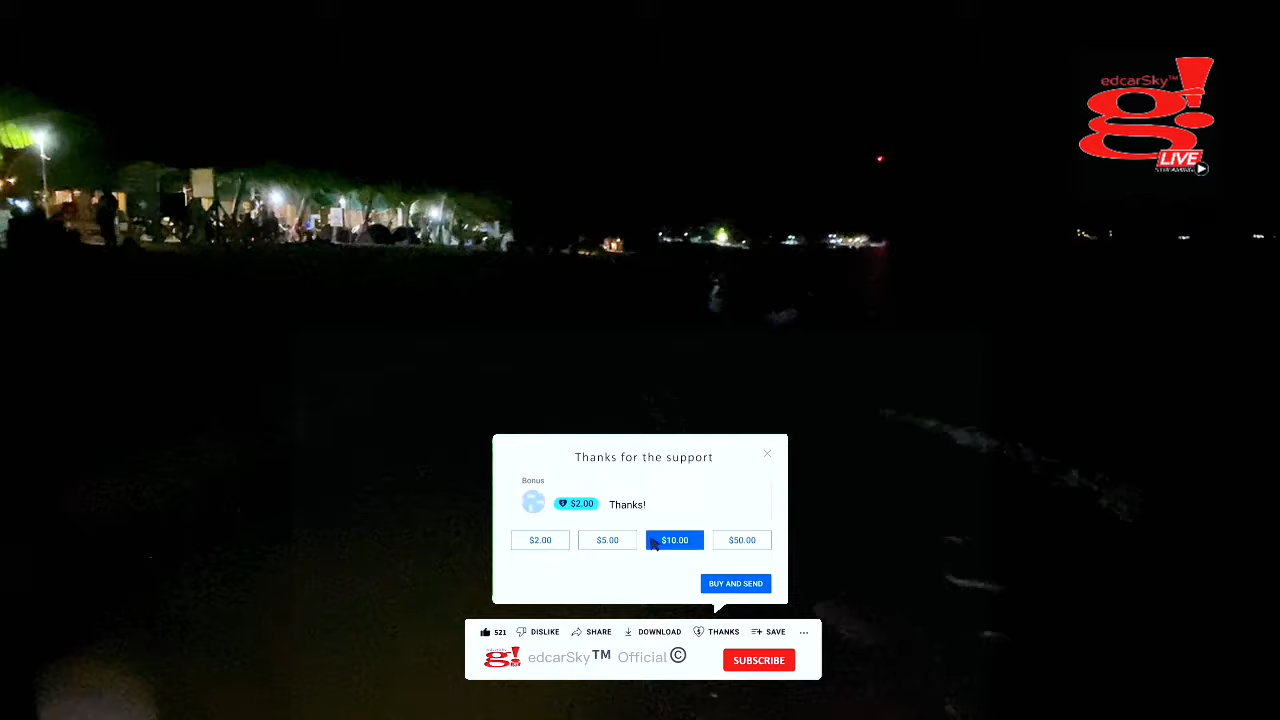 edcarSky™
g!
LIVE
STREAMING
Thanks for the support
Bonus
$2.00 Thanks!
$2.00 $5.00 $10.00 $50.00
BUY AND SEND
521 DISLIKE SHARE DOWNLOAD THANKS SAVE
g! edcarSky™ Official © SUBSCRIBE